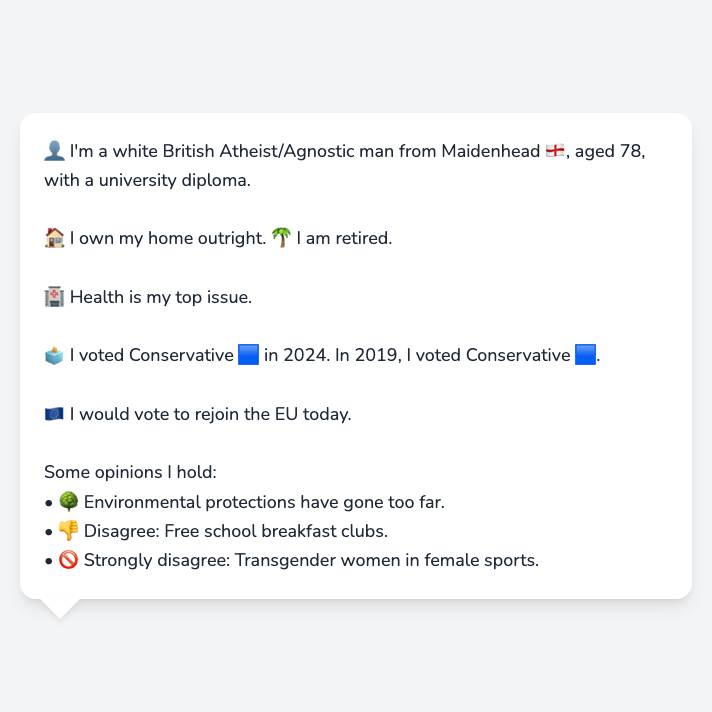 👤 I'm a white British Atheist/Agnostic man from Maidenhead 🏴󠁧󠁢󠁥󠁮󠁧󠁿, aged 78,
with a university diploma.
🏠 I own my home outright. 🌴 I am retired.
🏥 Health is my top issue.
🗳️ I voted Conservative 🟦 in 2024. In 2019, I voted Conservative 🟦.
🇪🇺 I would vote to rejoin the EU today.
Some opinions I hold:
• 🌳 Environmental protections have gone too far.
• 👎 Disagree: Free school breakfast clubs.
• 🚫 Strongly disagree: Transgender women in female sports.